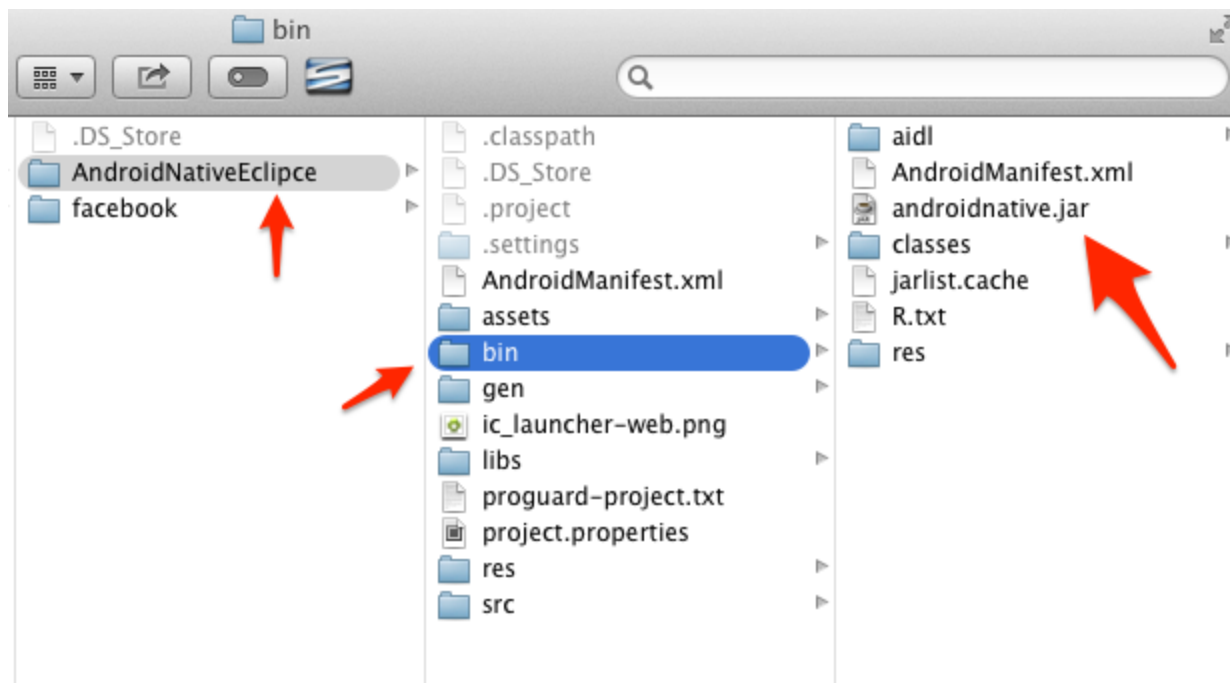 bin
.DS_Store
AndroidNativeEclipce
facebook
.classpath
.DS_Store
.project
.settings
AndroidManifest.xml
assets
bin
gen
ic_launcher-web.png
libs
proguard-project.txt
project.properties
res
src
aidl
AndroidManifest.xml
androidnative.jar
classes
jarlist.cache
R.txt
res